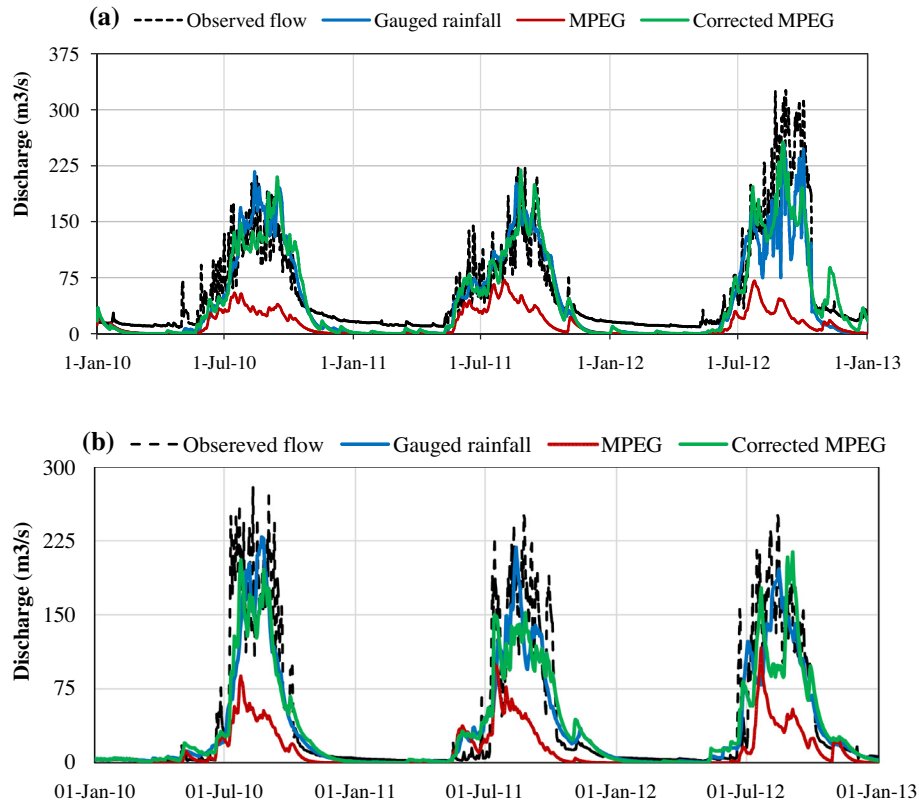 (a) Observed flow Gauged rainfall MPEG Corrected MPEG
375
300
225
150
75
0
Discharge (m3/s)
1-Jan-10 1-Jul-10 1-Jan-11 1-Jul-11 1-Jan-12 1-Jul-12 1-Jan-13
(b) Obsereved flow Gauged rainfall MPEG Corrected MPEG
300
225
150
75
0
Discharge (m3/s)
01-Jan-10 01-Jul-10 01-Jan-11 01-Jul-11 01-Jan-12 01-Jul-12 01-Jan-13